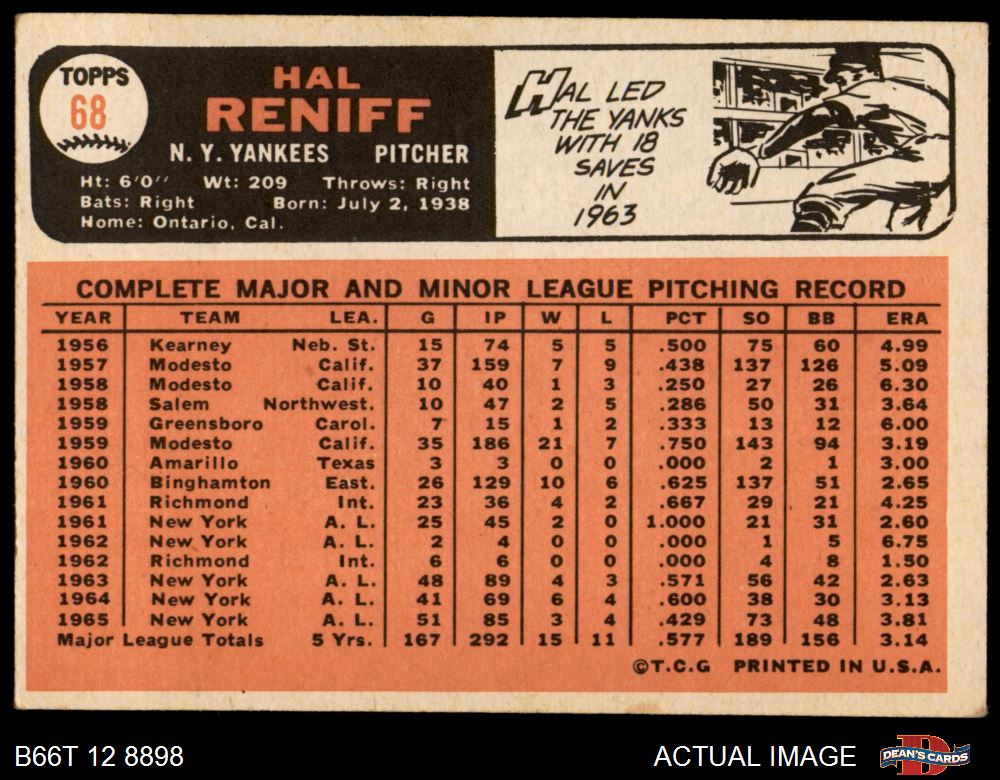 TOPPS
68
HAL
RENIFF
N. Y. YANKEES PITCHER
Ht: 6'0'' Wt: 209 Throws: Right
Bats: Right Born: July 2, 1938
Home: Ontario, Cal.
HAL LED
THE YANKS
WITH 18
SAVES
IN
1963
COMPLETE MAJOR AND MINOR LEAGUE PITCHING RECORD
YEAR TEAM LEA. G IP W L PCT SO BB ERA
1956 Kearney Neb. St. 15 74 5 5 .500 75 60 4.99
1957 Modesto Calif. 37 159 7 9 .438 137 126 5.09
1958 Modesto Calif. 10 40 1 3 .250 27 26 6.30
1958 Salem Northwest. 10 47 2 5 .286 50 31 3.64
1959 Greensboro Carol. 7 15 1 2 .333 13 12 6.00
1959 Modesto Calif. 35 186 21 7 .750 143 94 3.19
1960 Amarillo Texas 3 3 0 0 .000 2 1 3.00
1960 Binghamton East. 26 129 10 6 .625 137 51 2.65
1961 Richmond Int. 23 36 4 2 .667 29 21 4.25
1961 New York A. L. 25 45 2 0 1.000 21 31 2.60
1962 New York A. L. 2 4 0 0 .000 1 5 6.75
1962 Richmond Int. 6 6 0 0 .000 4 8 1.50
1963 New York A. L. 48 89 4 3 .571 56 42 2.63
1964 New York A. L. 41 69 6 4 .600 38 30 3.13
1965 New York A. L. 51 85 3 4 .429 73 48 3.81
Major League Totals 5 Yrs. 167 292 15 11 .577 189 156 3.14
©T.C.G PRINTED IN U.S.A.
B66T 12 8898 ACTUAL IMAGE
DEAN'S CARDS